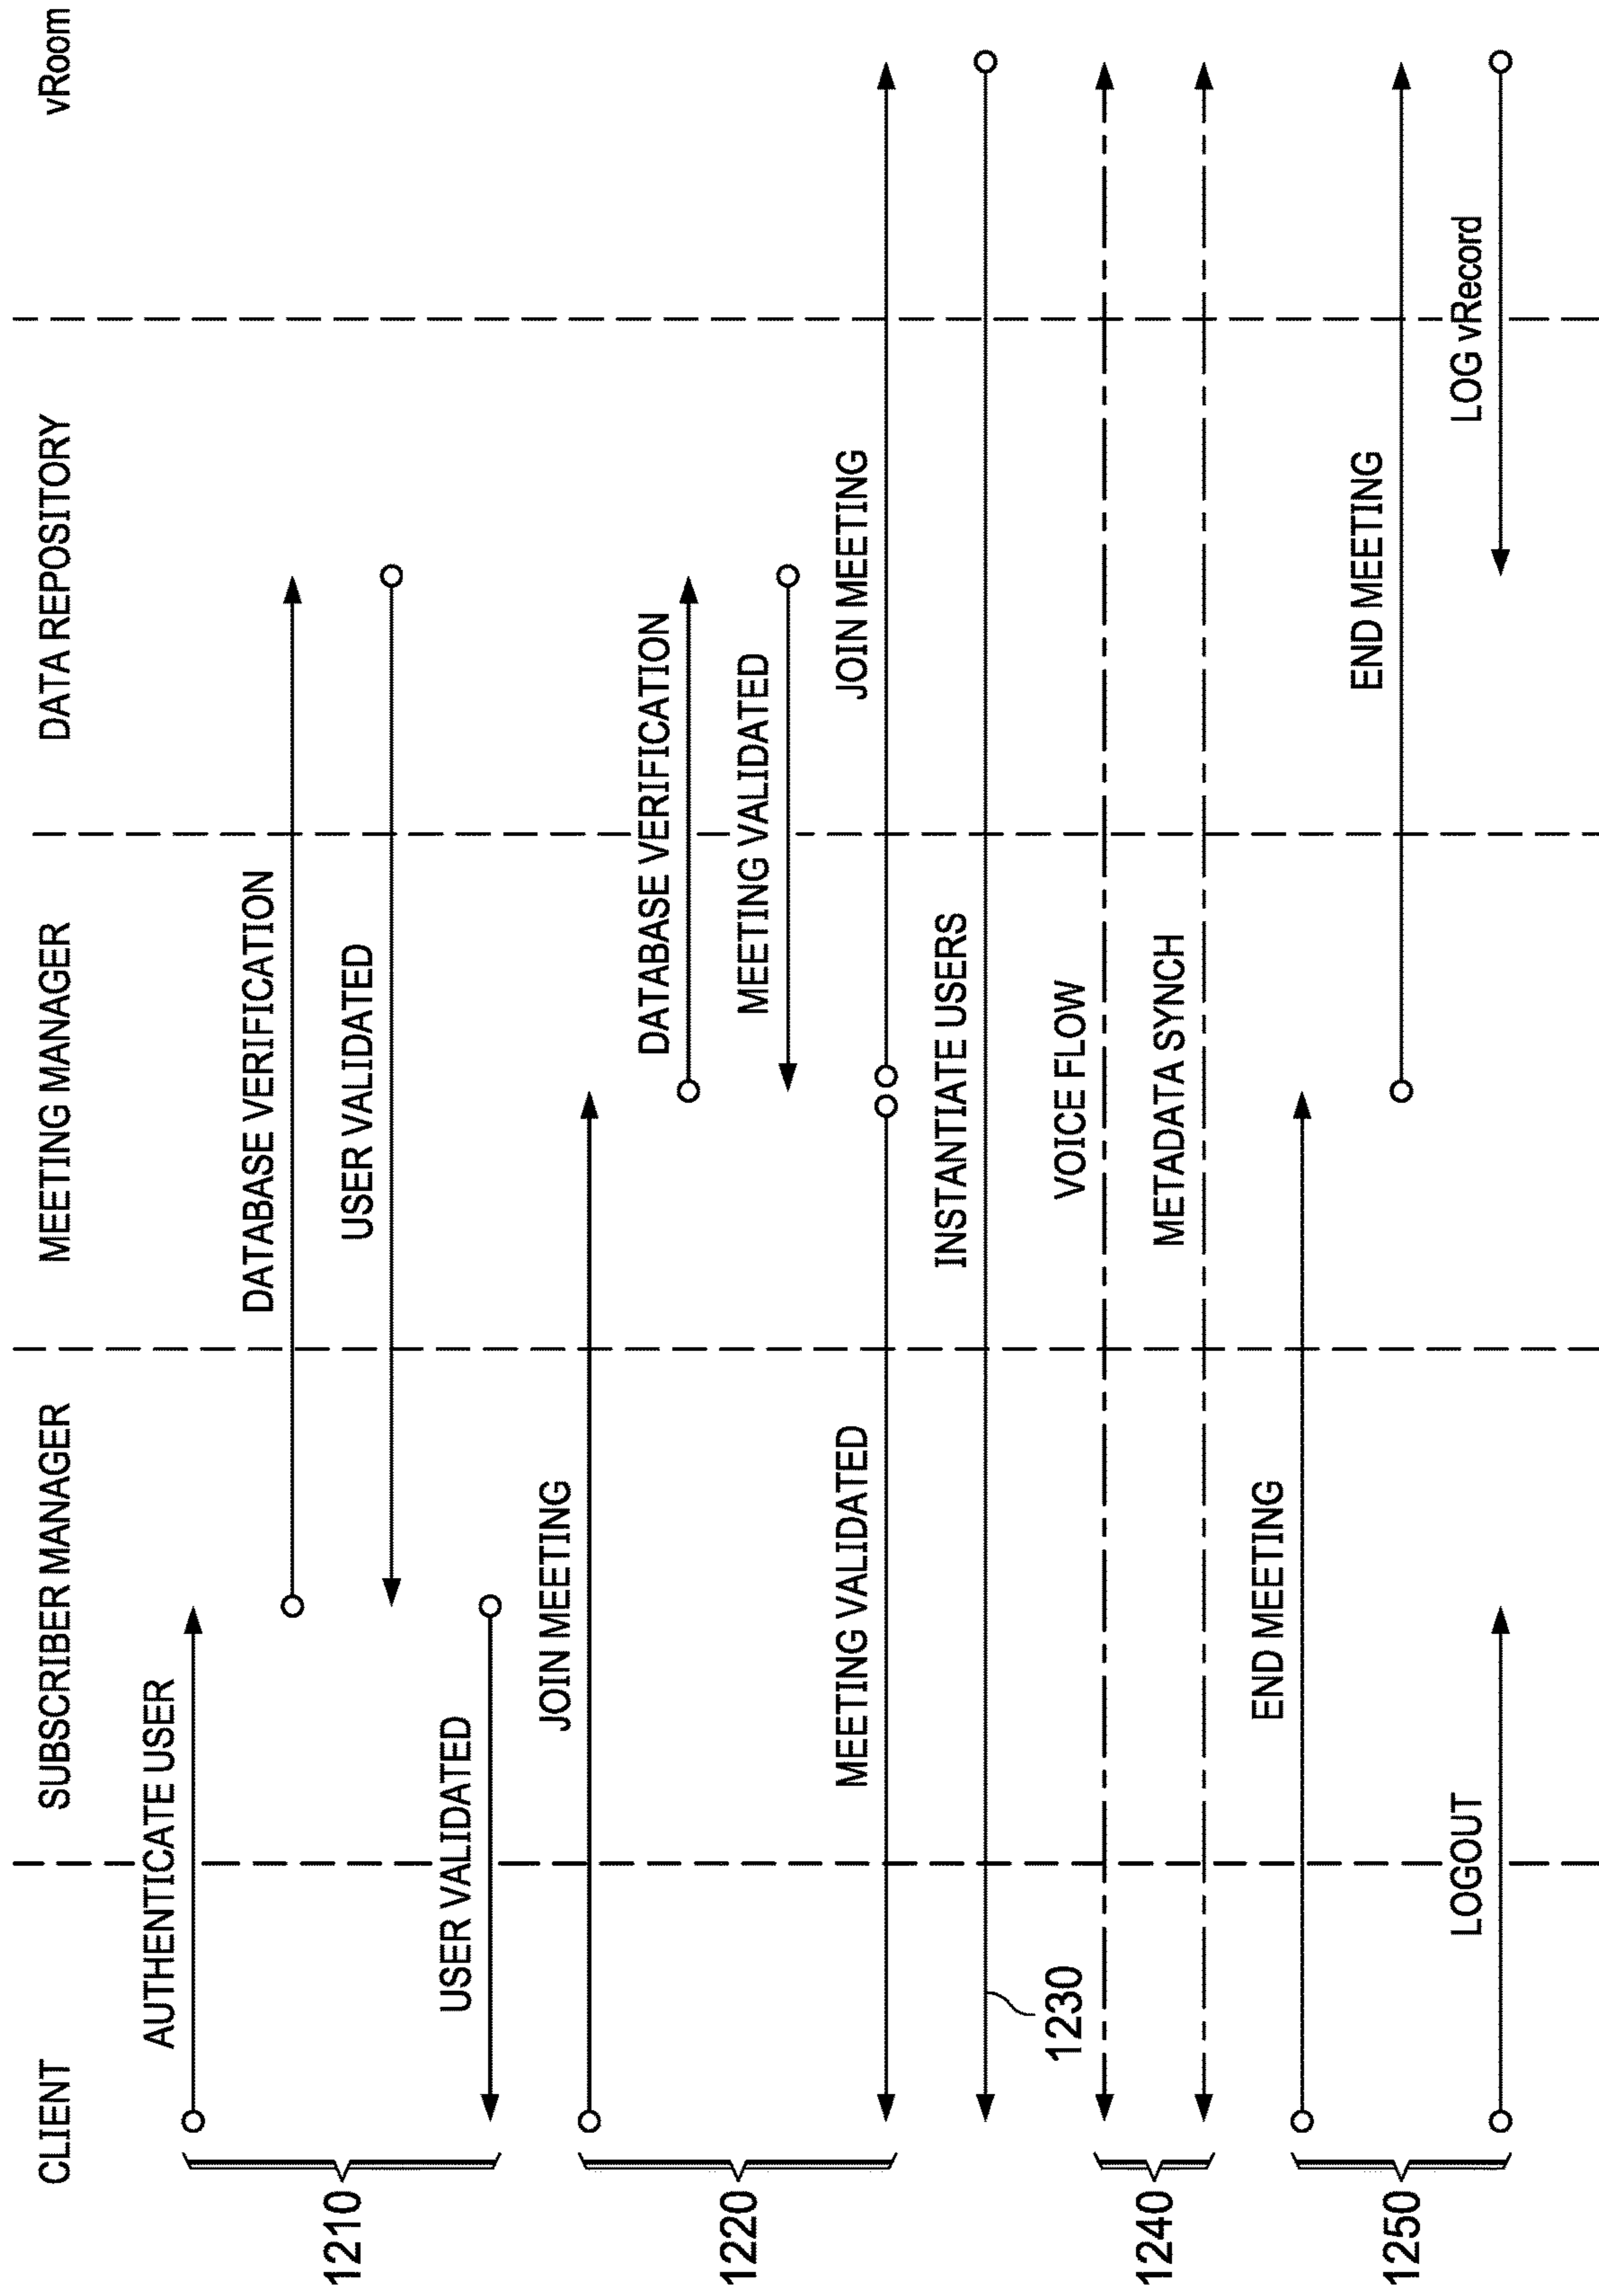 CLIENT
SUBSCRIBER MANAGER
MEETING MANAGER
DATA REPOSITORY
vRoom
1210
AUTHENTICATE USER
DATABASE VERIFICATION
USER VALIDATED
USER VALIDATED
1220
JOIN MEETING
DATABASE VERIFICATION
MEETING VALIDATED
MEETING VALIDATED
JOIN MEETING
INSTANTIATE USERS
1230
1240
VOICE FLOW
METADATA SYNCH
1250
END MEETING
END MEETING
LOGOUT
LOG vRecord